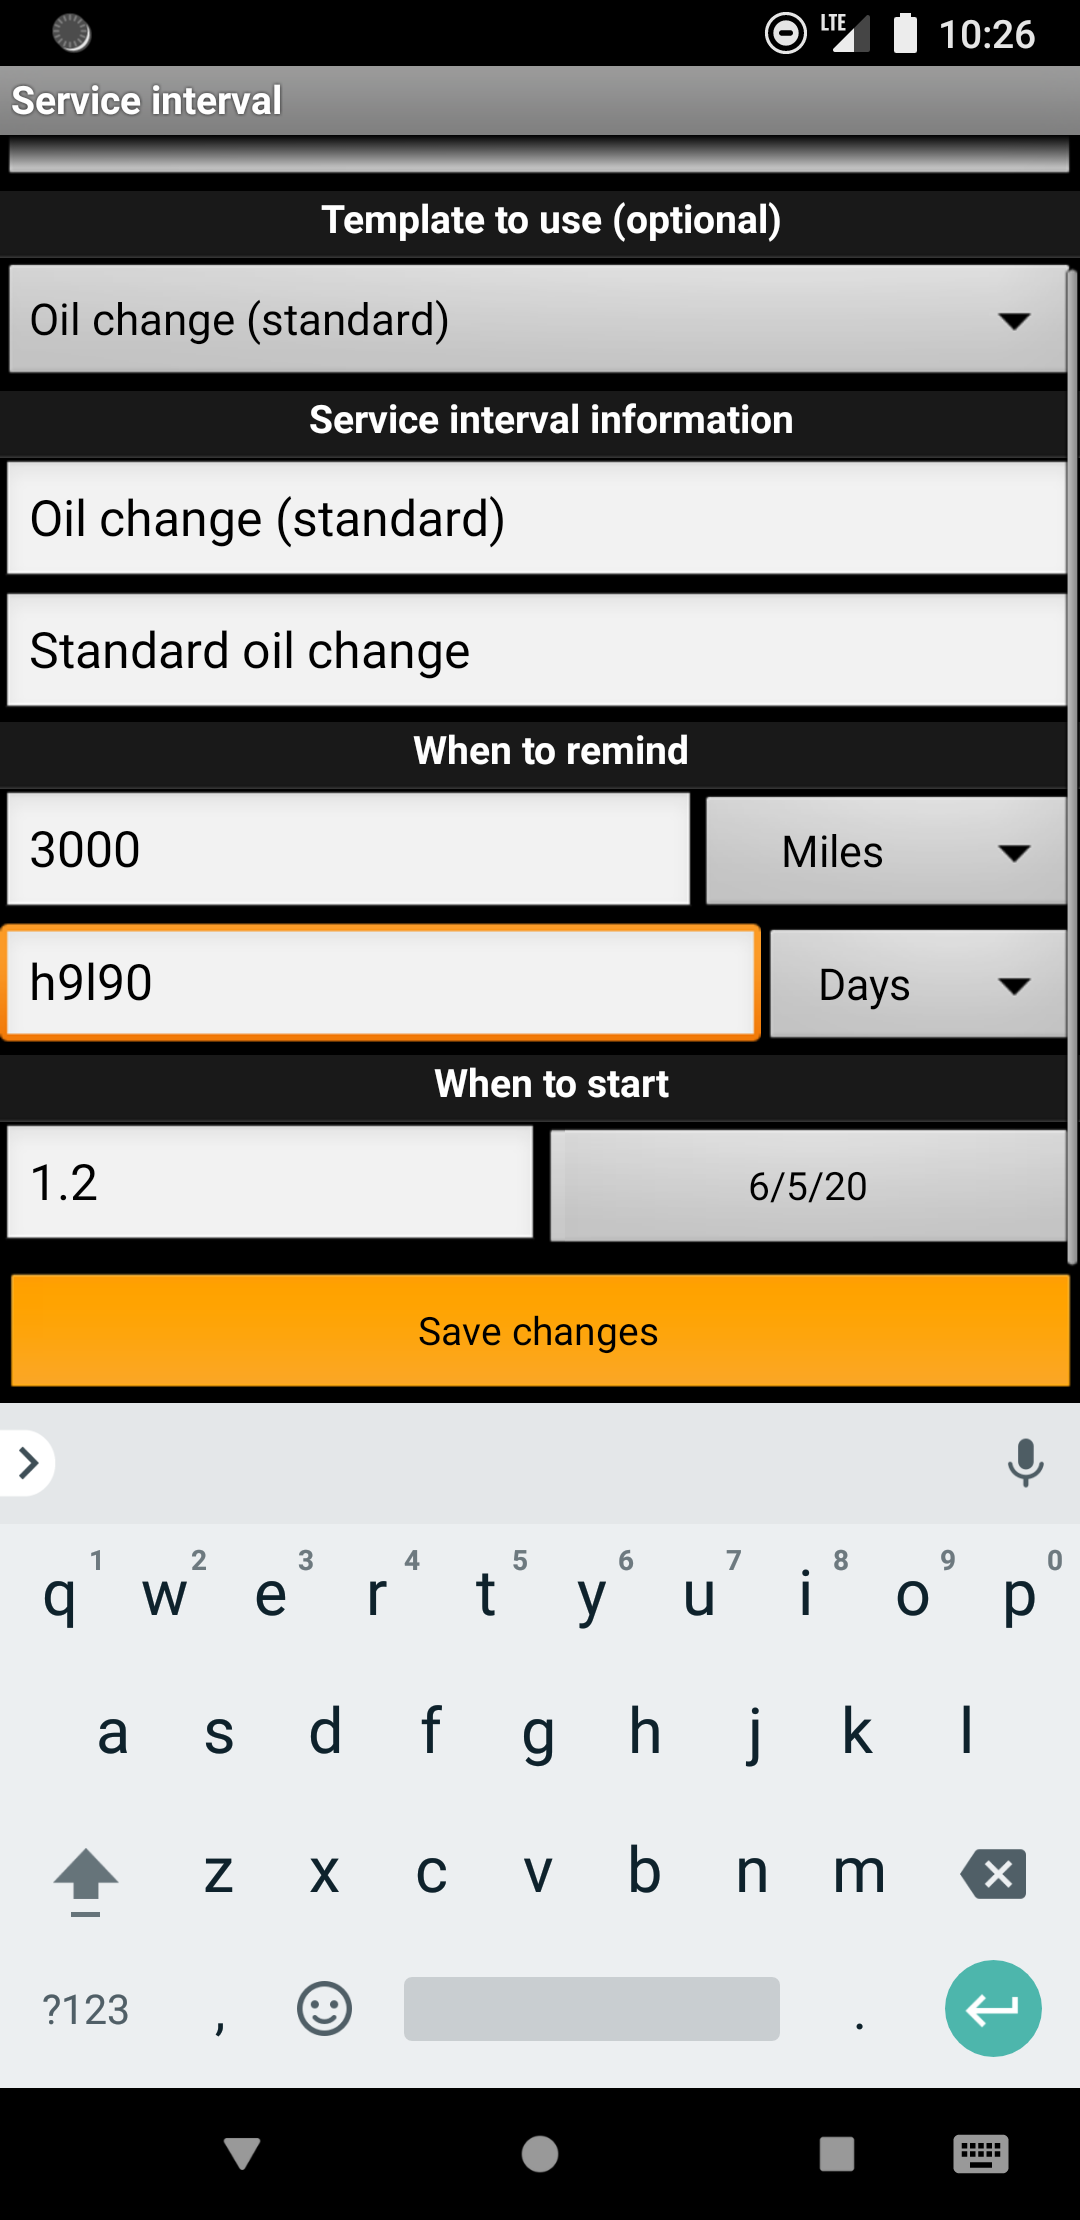 LTE 10:26
Service interval
Template to use (optional)
Oil change (standard)
Service interval information
Oil change (standard)
Standard oil change
When to remind
3000 Miles
h9l90 Days
When to start
1.2 6/5/20
Save changes
1 2 3 4 5 6 7 8 9 0
q w e r t y u i o p
a s d f g h j k l
z x c v b n m
?123 , .